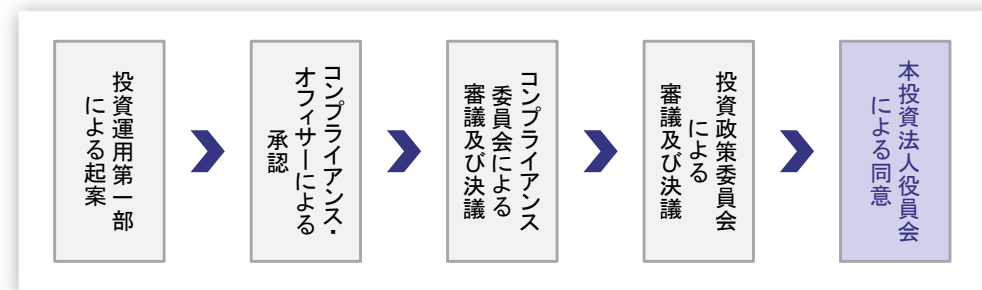 投資運用第一部
による起案
コンプライアンス・
オフィサーによる
承認
コンプライアンス
委員会による
審議及び決議
投資政策委員会
による
審議及び決議
本投資法人役員会
による同意